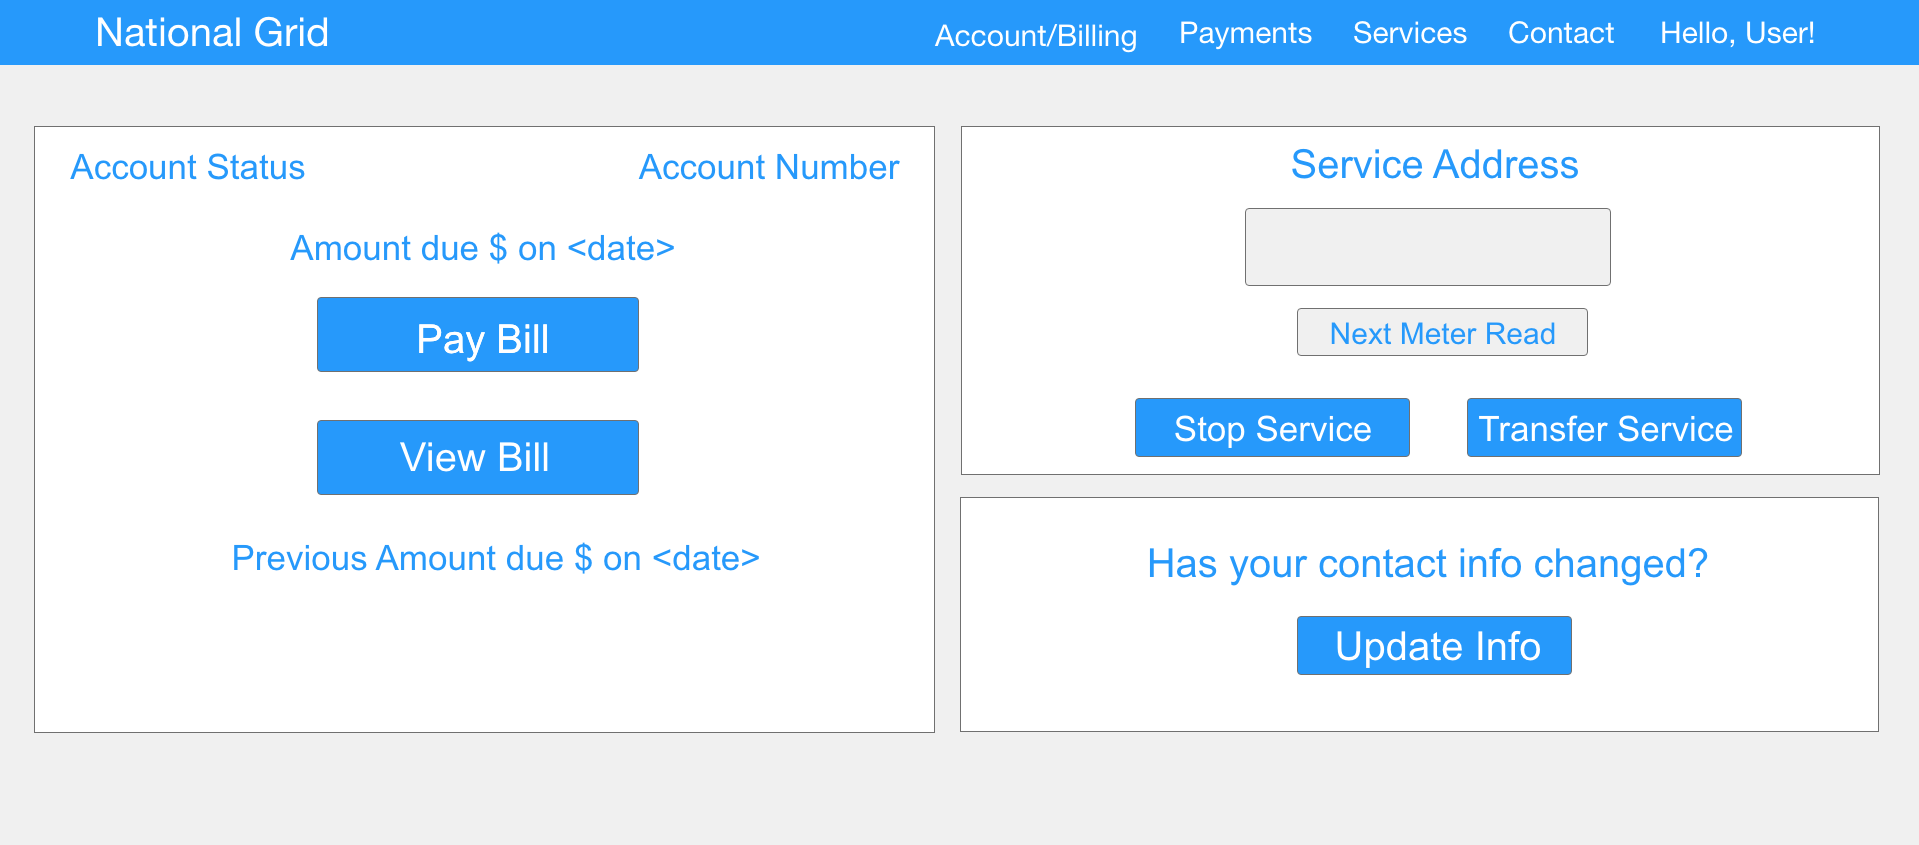 National Grid
Account/Billing
Payments
Services
Contact
Hello, User!
Account Status
Account Number
Amount due $ on <date>
Pay Bill
View Bill
Previous Amount due $ on <date>
Service Address
Next Meter Read
Stop Service
Transfer Service
Has your contact info changed?
Update Info